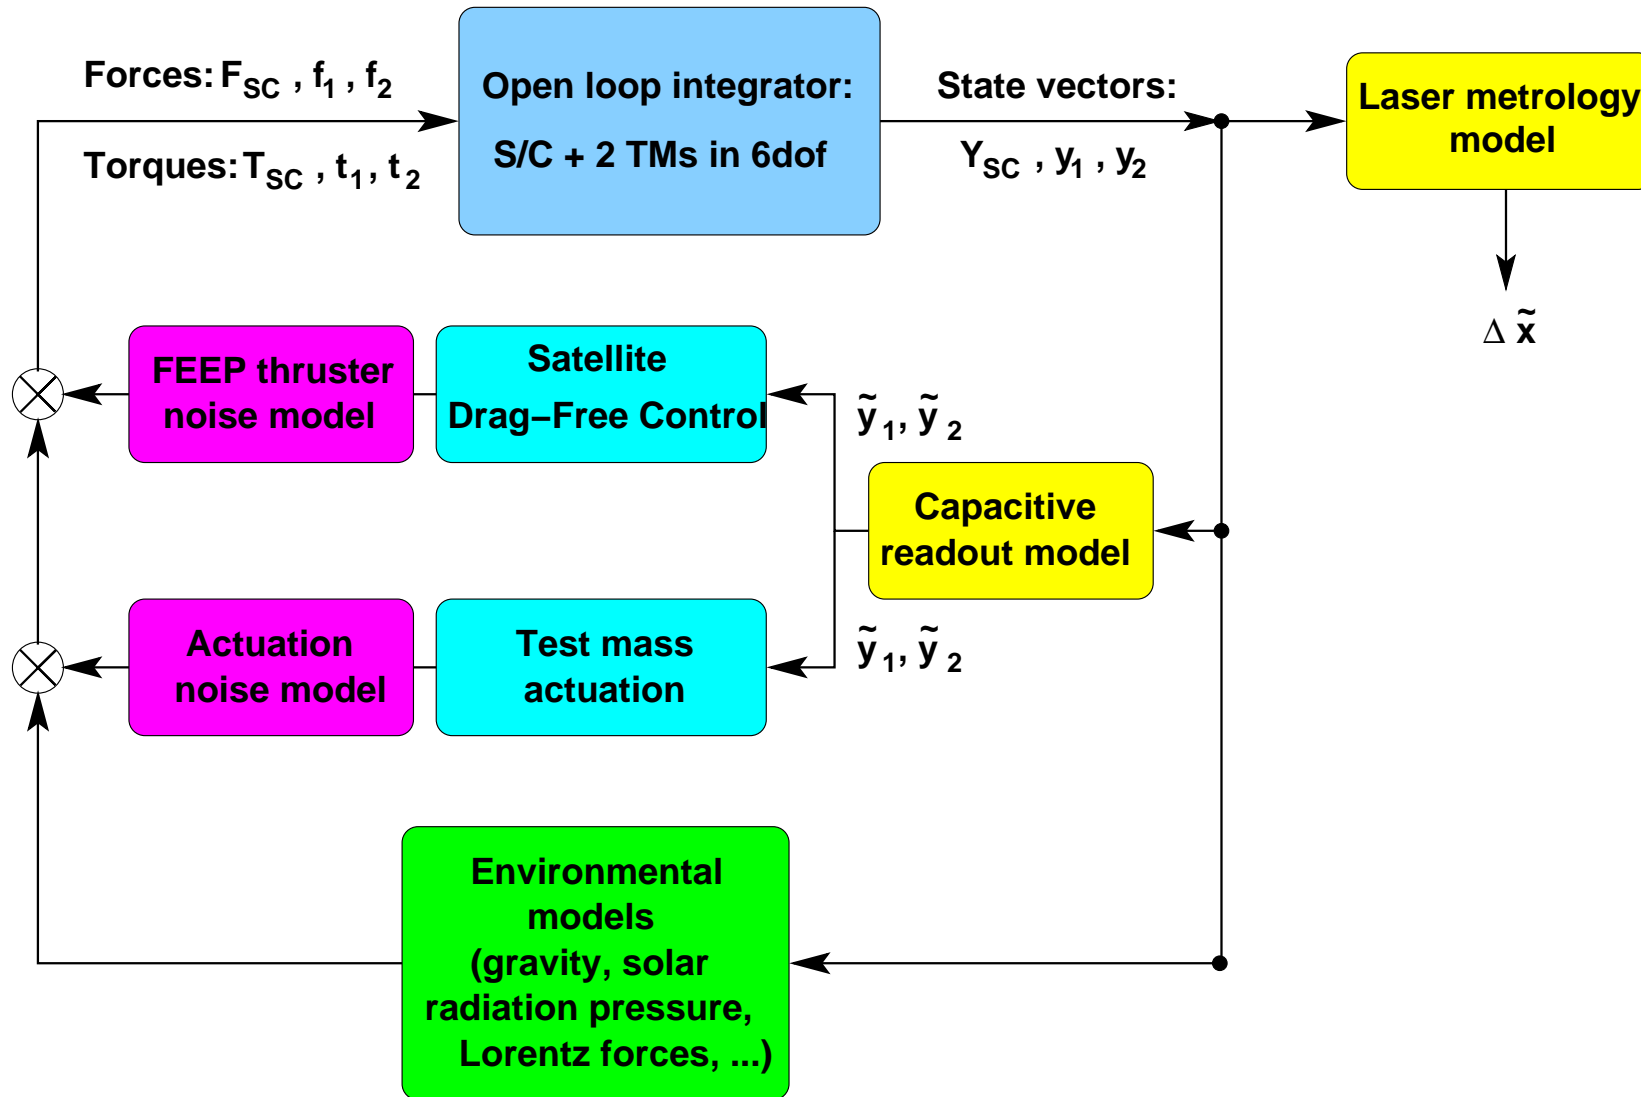 Forces: F_SC , f_1 , f_2
Torques: T_SC , t_1, t_2
Open loop integrator:
S/C + 2 TMs in 6dof
State vectors:
Y_SC , y_1 , y_2
Laser metrology
model
Δ x̃
FEEP thruster
noise model
Satellite
Drag−Free Control
ỹ_1, ỹ_2
Capacitive
readout model
Actuation
noise model
Test mass
actuation
ỹ_1, ỹ_2
Environmental
models
(gravity, solar
radiation pressure,
Lorentz forces, ...)